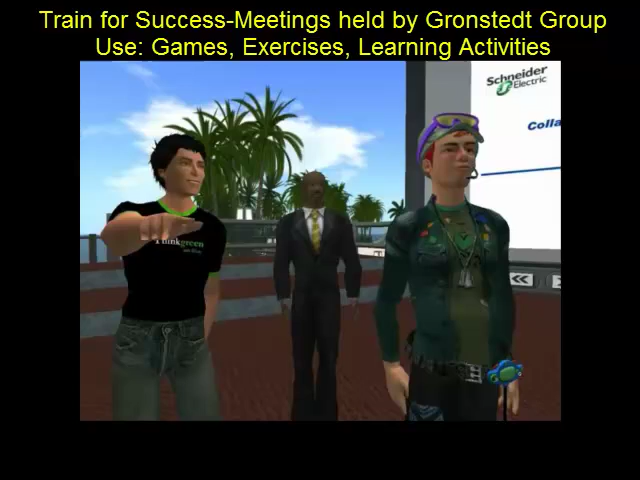 Train for Success-Meetings held by Gronstedt Group
Use: Games, Exercises, Learning Activities
Schneider
Electric
Colla
Thinkgreen